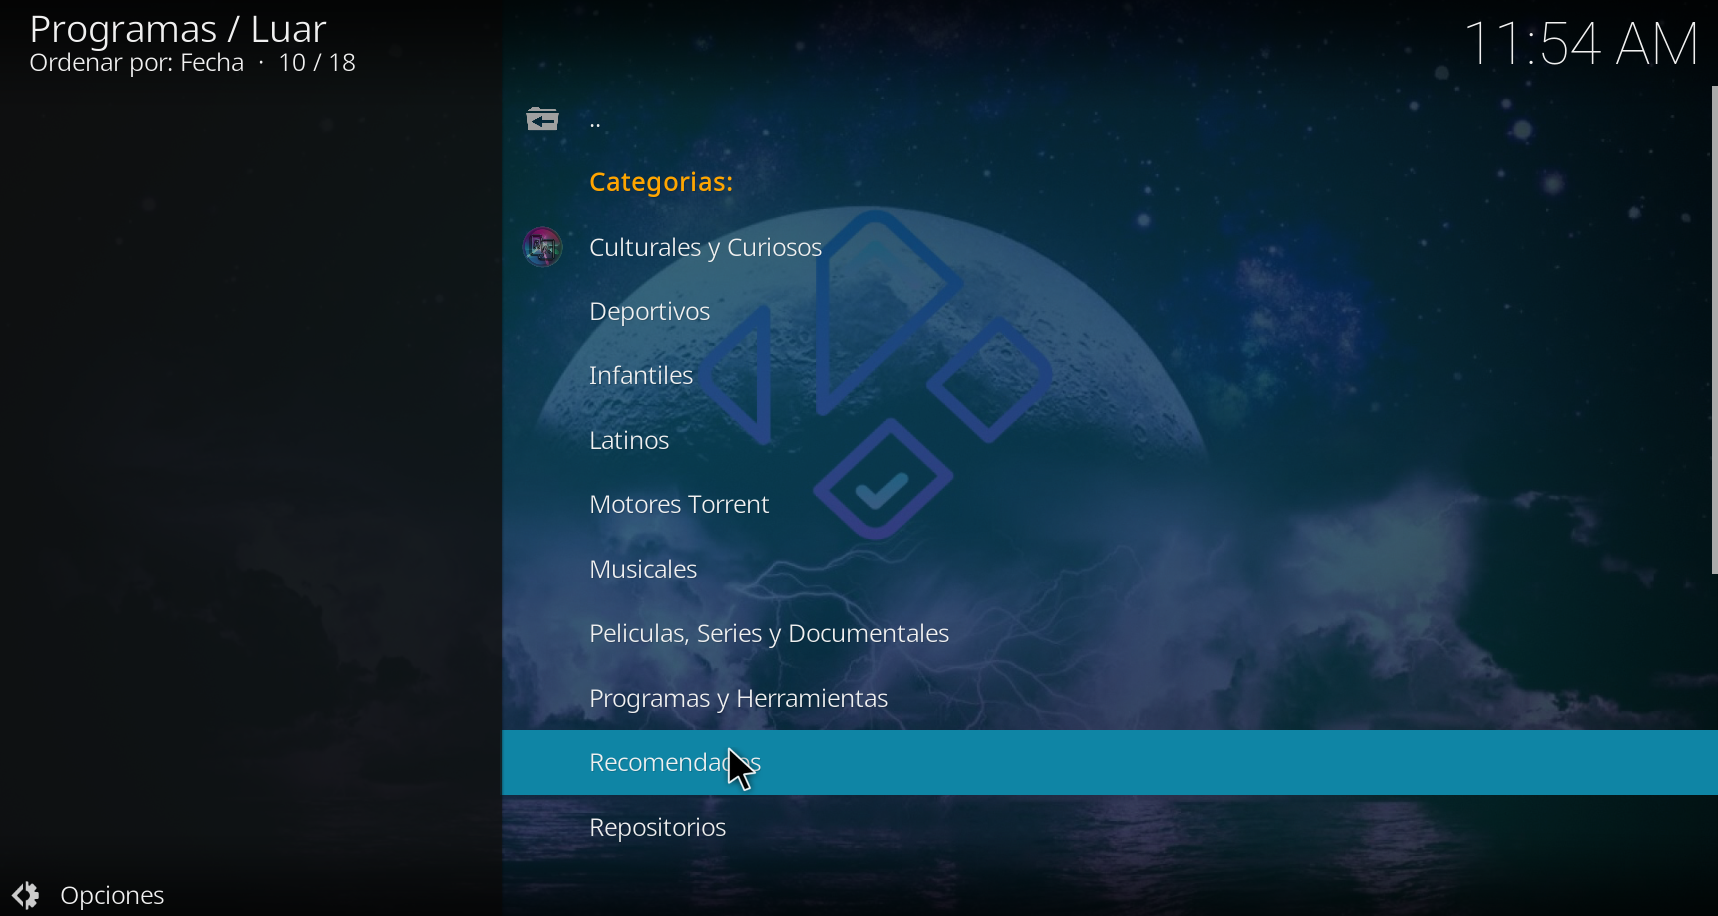 Programas / Luar
Ordenar por: Fecha · 10 / 18
11:54 AM
..
Categorias:
Culturales y Curiosos
Deportivos
Infantiles
Latinos
Motores Torrent
Musicales
Peliculas, Series y Documentales
Programas y Herramientas
Recomendados
Repositorios
Opciones